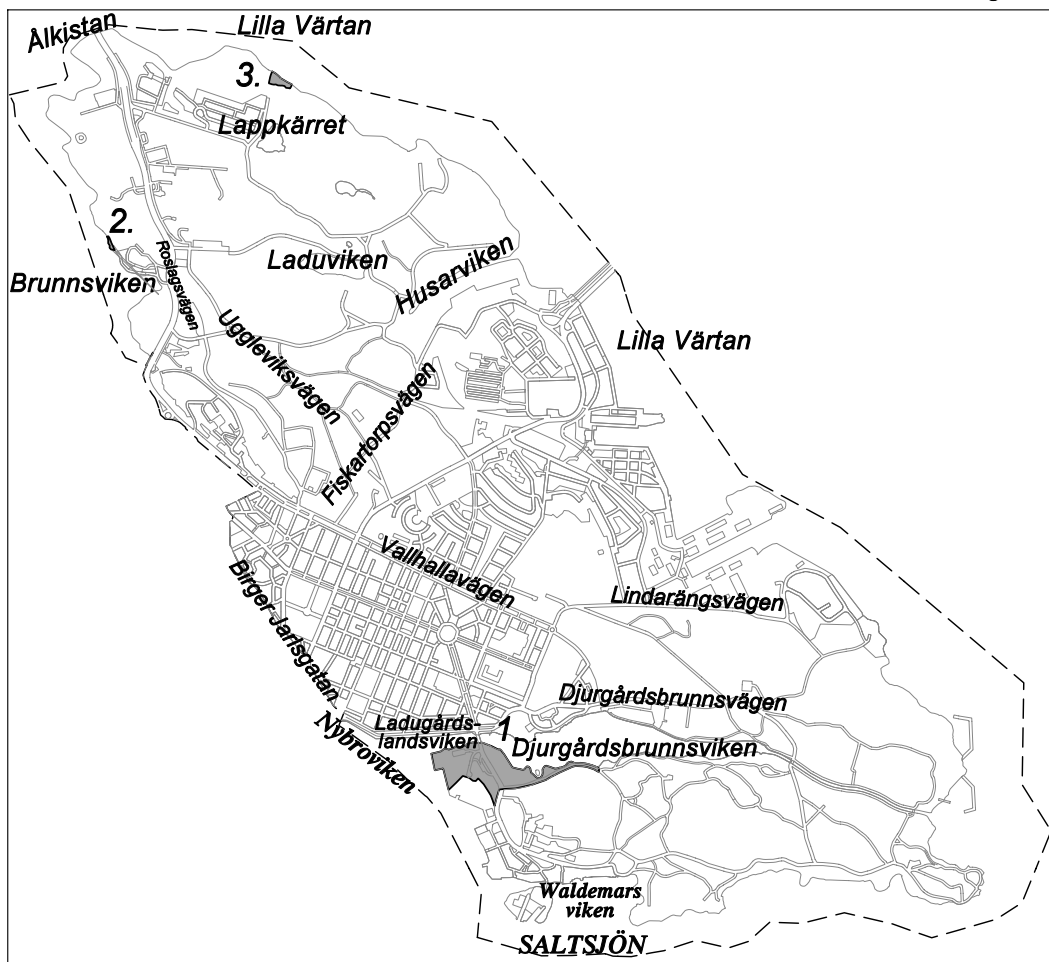 Ålkistan
Lilla Värtan
3.
Lappkärret
2.
Roslagsvägen
Laduviken
Husarviken
Brunnsviken
Uggleviksvägen
Lilla Värtan
Fiskartorpsvägen
Vallhallavägen
Birger Jarlsgatan
Lindarängsvägen
Djurgårdsbrunnsvägen
Nybroviken
Ladugårds-
landsviken
1.
Djurgårdsbrunnsviken
Waldemars
viken
SALTSJÖN